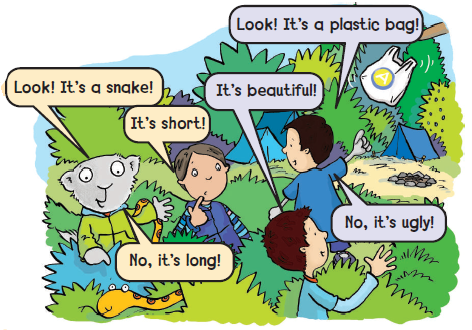 Look! It's a snake!
It's short!
No, it's long!
Look! It's a plastic bag!
It's beautiful!
No, it's ugly!